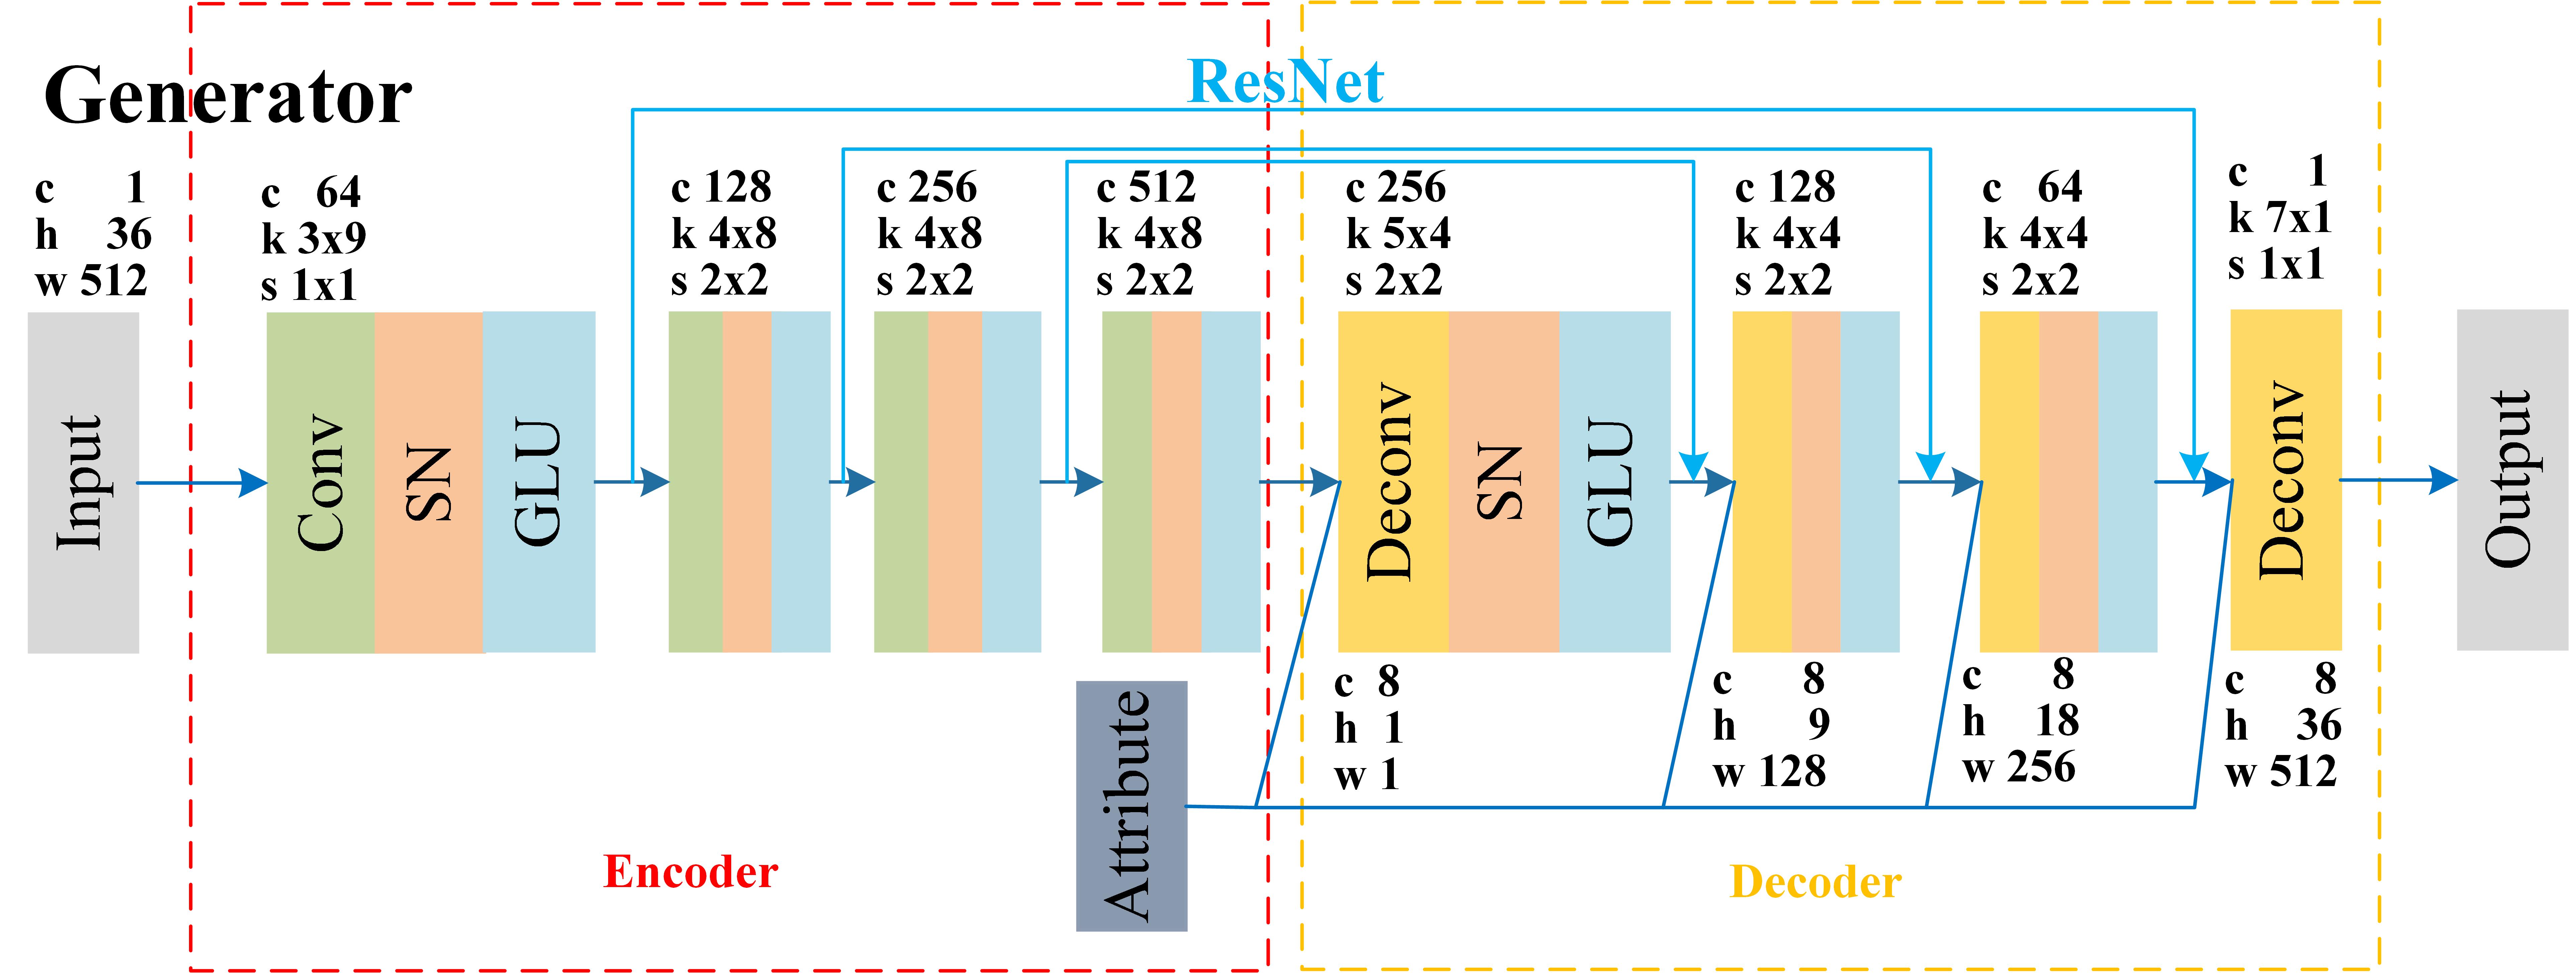 Generator
ResNet
c 1
h 36
w 512
c 64
k 3x9
s 1x1
c 128
k 4x8
s 2x2
c 256
k 4x8
s 2x2
c 512
k 4x8
s 2x2
c 256
k 5x4
s 2x2
c 128
k 4x4
s 2x2
c 64
k 4x4
s 2x2
c 1
k 7x1
s 1x1
Input
Conv
SN
GLU
Deconv
SN
GLU
Deconv
Output
Attribute
c 8
h 1
w 1
c 8
h 9
w 128
c 8
h 18
w 256
c 8
h 36
w 512
Encoder
Decoder